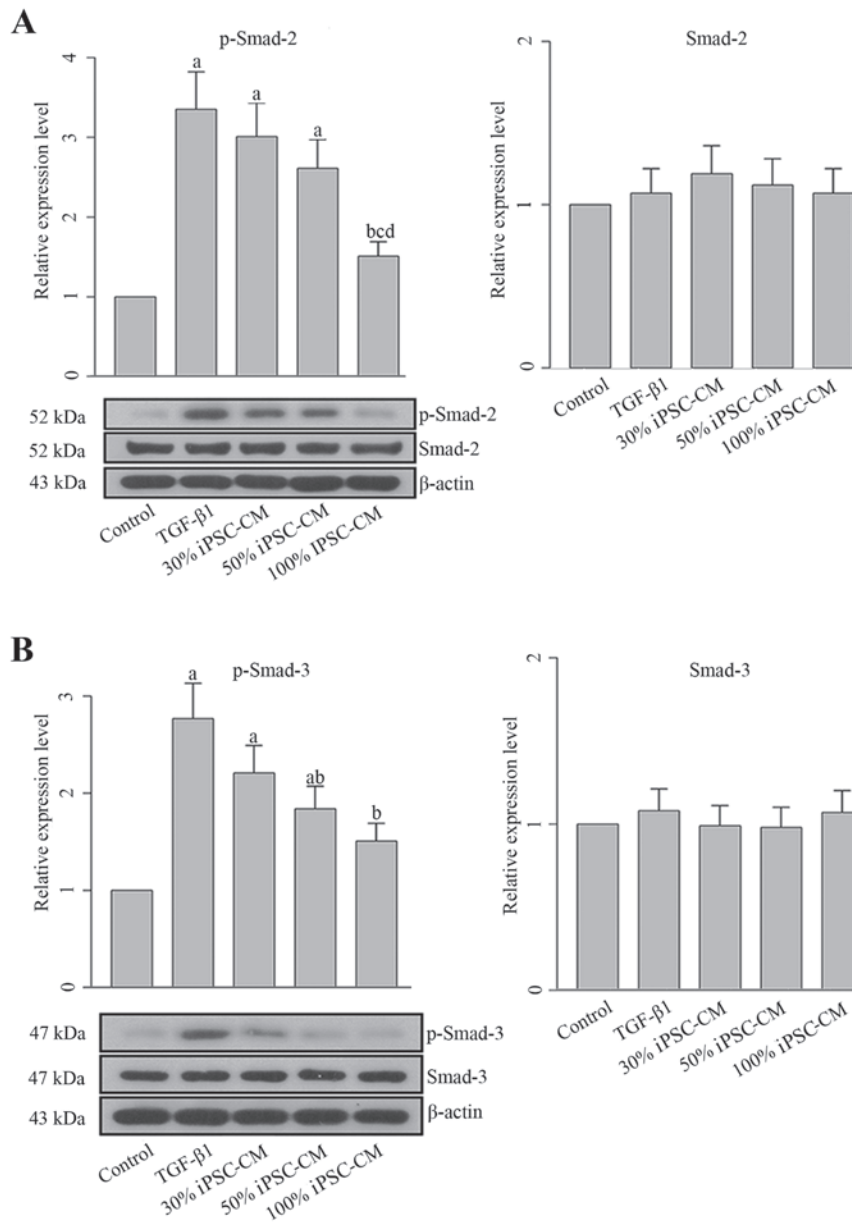 A
p-Smad-2
Relative expression level
0
1
2
3
4
a
a
a
bcd
52 kDa
p-Smad-2
52 kDa
Smad-2
43 kDa
β-actin
Control
TGF-β1
30% iPSC-CM
50% iPSC-CM
100% IPSC-CM
Smad-2
Relative expression level
0
1
2
Control
TGF-β1
30% iPSC-CM
50% iPSC-CM
100% iPSC-CM
B
p-Smad-3
Relative expression level
0
1
2
3
a
a
ab
b
47 kDa
p-Smad-3
47 kDa
Smad-3
43 kDa
β-actin
Control
TGF-β1
30% iPSC-CM
50% iPSC-CM
100% iPSC-CM
Smad-3
Relative expression level
0
1
2
Control
TGF-β1
30% iPSC-CM
50% iPSC-CM
100% iPSC-CM